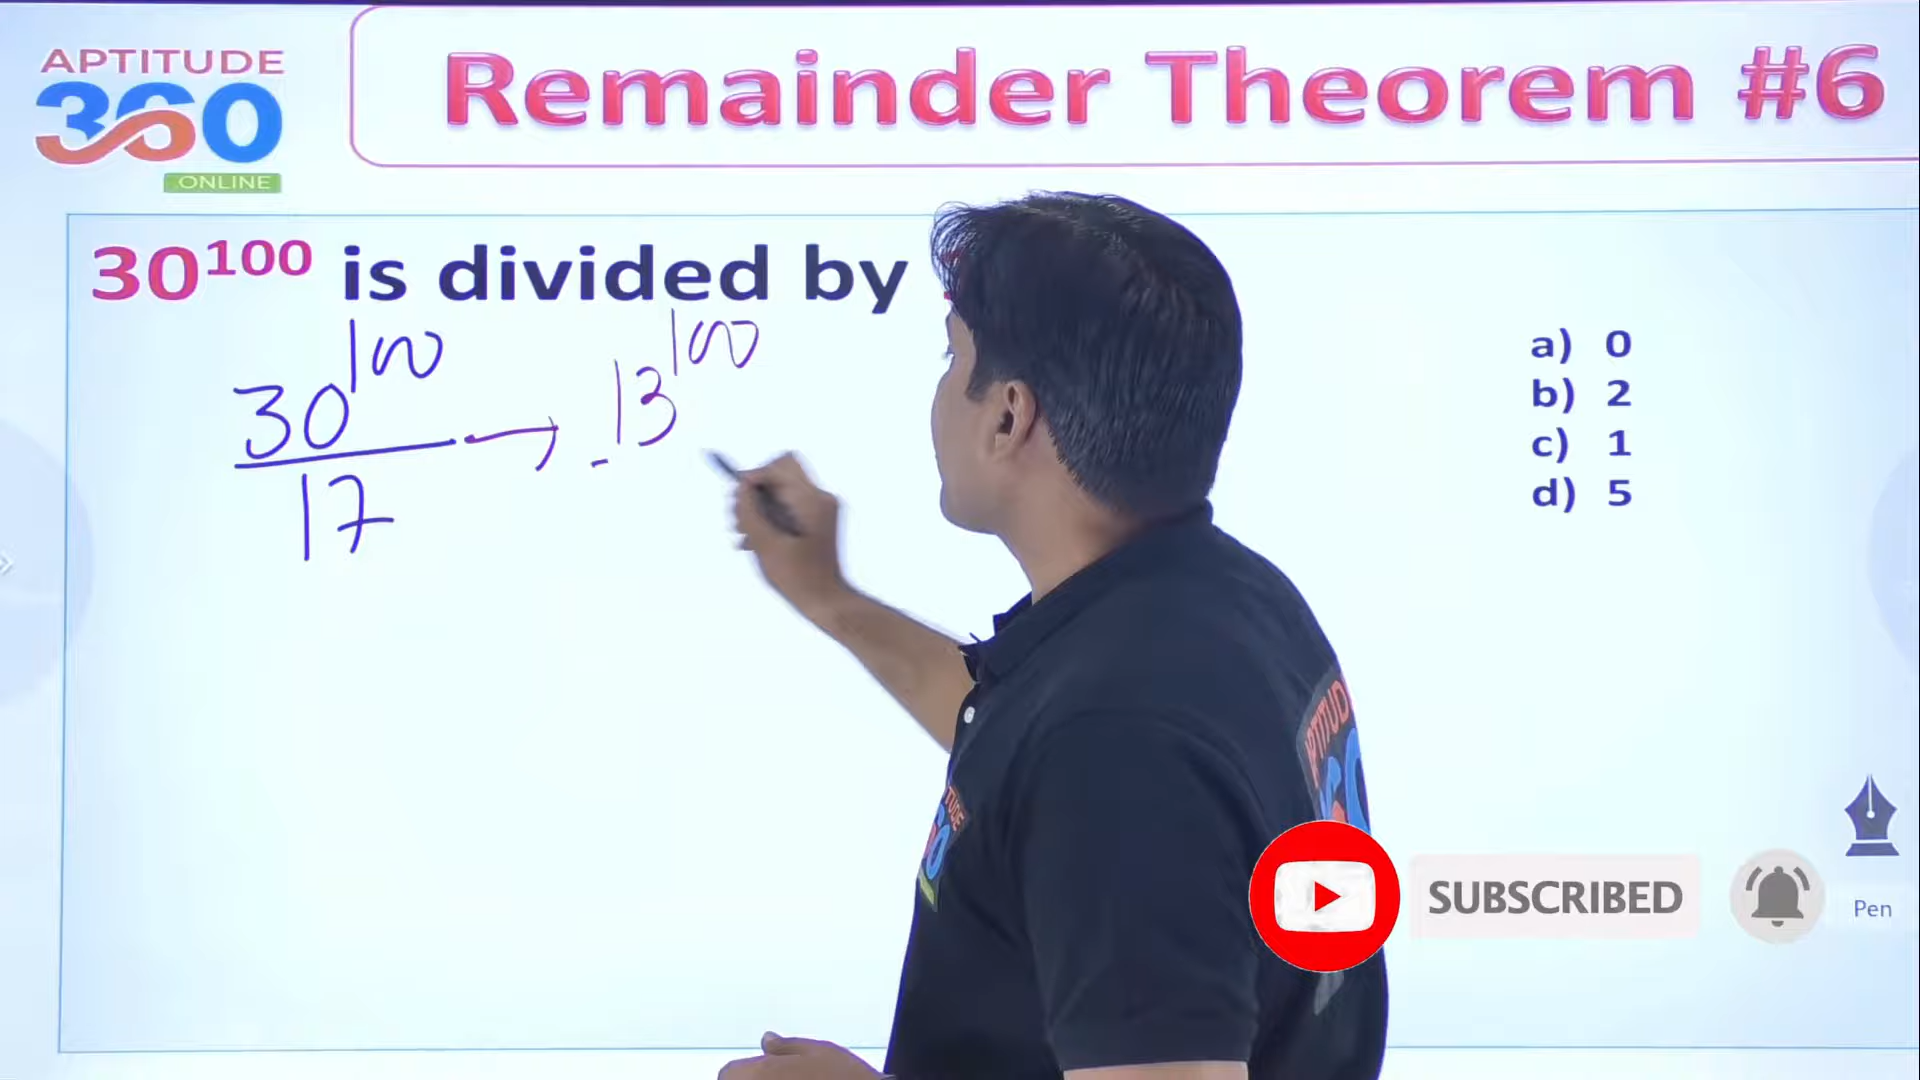 APTITUDE
360
ONLINE
Remainder Theorem #6
30¹⁰⁰ is divided by
30¹⁰⁰
17
13¹⁰⁰
a) 0
b) 2
c) 1
d) 5
SUBSCRIBED
Pen